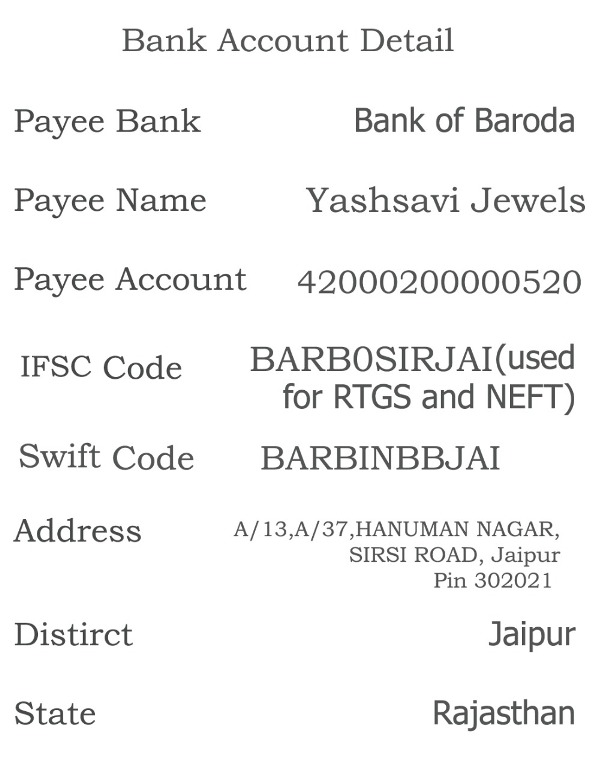 Bank Account Detail
Payee Bank Bank of Baroda
Payee Name Yashsavi Jewels
Payee Account 42000200000520
IFSC Code BARB0SIRJAI(used
for RTGS and NEFT)
Swift Code BARBINBBJAI
Address A/13,A/37,HANUMAN NAGAR,
SIRSI ROAD, Jaipur
Pin 302021
Distirct Jaipur
State Rajasthan